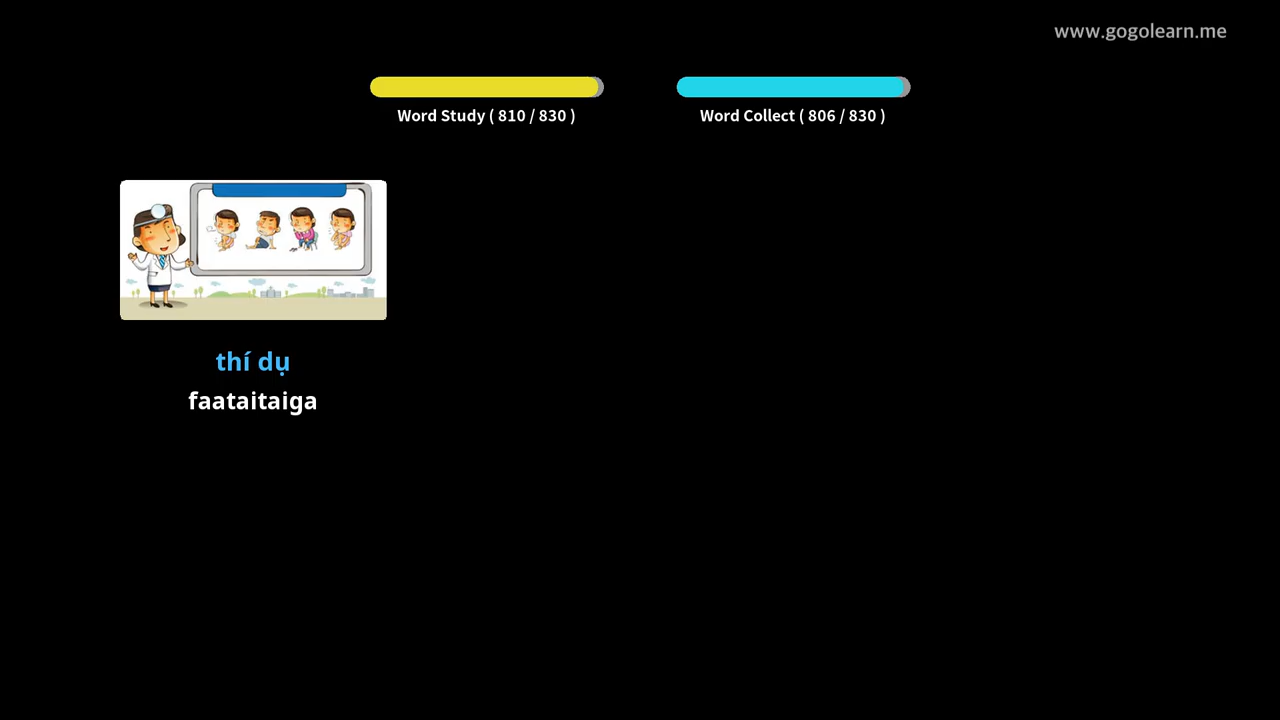 www.gogolearn.me
Word Study ( 810 / 830 )
Word Collect ( 806 / 830 )
thí dụ
faataitaiga